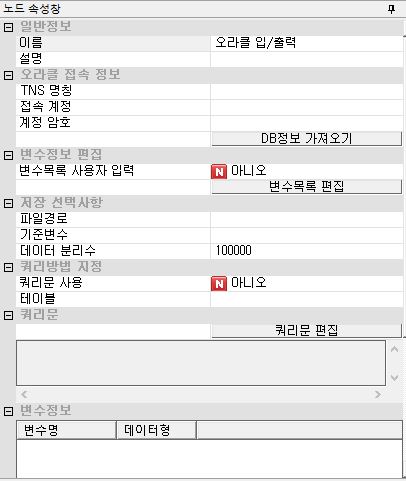 노드 속성창
일반정보
이름 오라클 입/출력
설명
오라클 접속 정보
TNS 명칭
접속 계정
계정 암호
DB정보 가져오기
변수정보 편집
변수목록 사용자 입력 N 아니오
변수목록 편집
저장 선택사항
파일경로
기준변수
데이터 분리수 100000
쿼리방법 지정
쿼리문 사용 N 아니오
테이블
쿼리문
쿼리문 편집
변수정보
변수명 데이터형